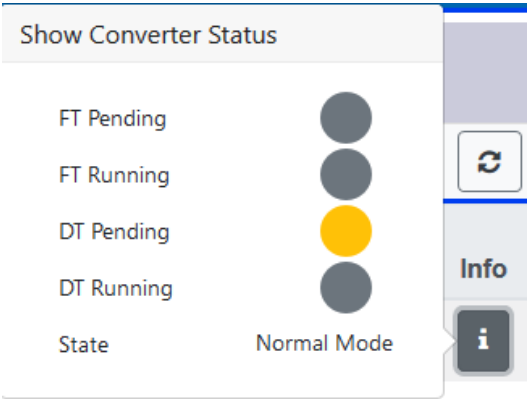 Show Converter Status
FT Pending
FT Running
DT Pending
DT Running
State Normal Mode
Info
i